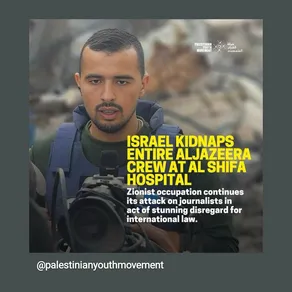 ISRAEL KIDNAPS
ENTIRE ALJAZEERA
CREW AT AL SHIFA
HOSPITAL
Zionist occupation continues
its attack on journalists in
act of stunning disregard for
international law.
@palestinianyouthmovement